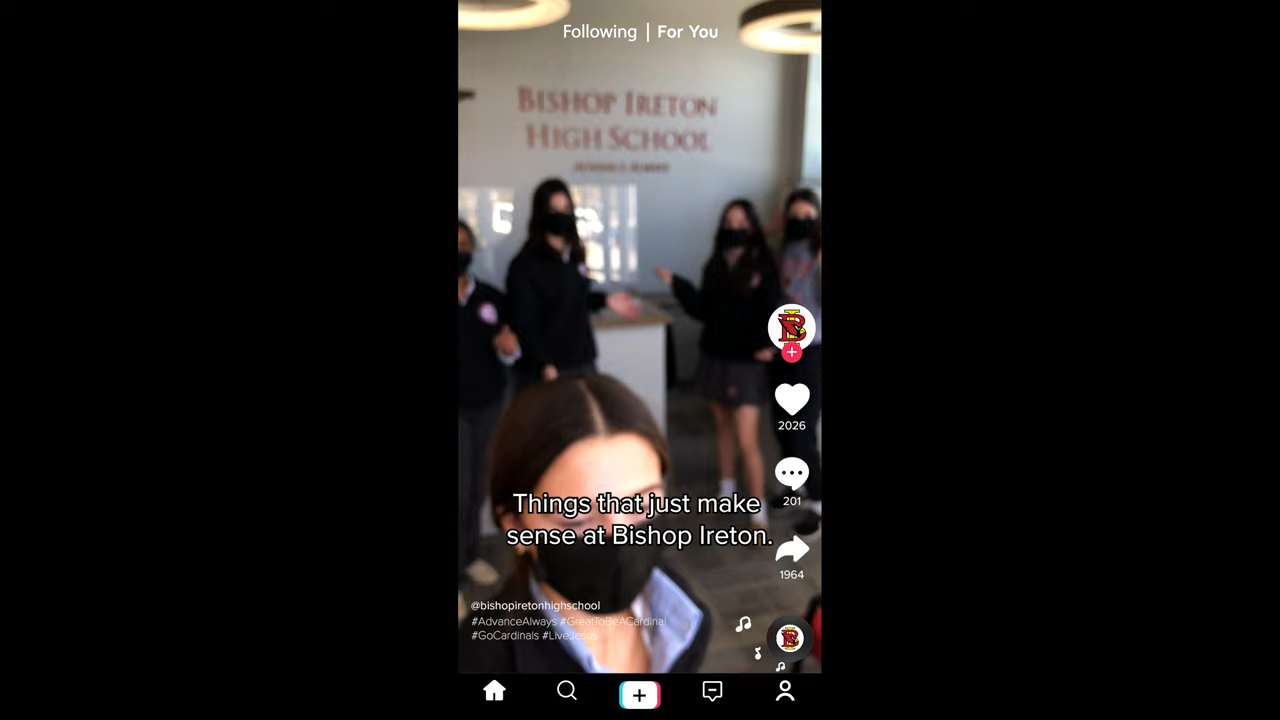 Following | For You
BISHOP IRETON
HIGH SCHOOL
2026
201
Things that just make
sense at Bishop Ireton.
1964
@bishopiretonhighschool
#AdvanceAlways #GreatToBeACardinal
#GoCardinals #LiveJesus